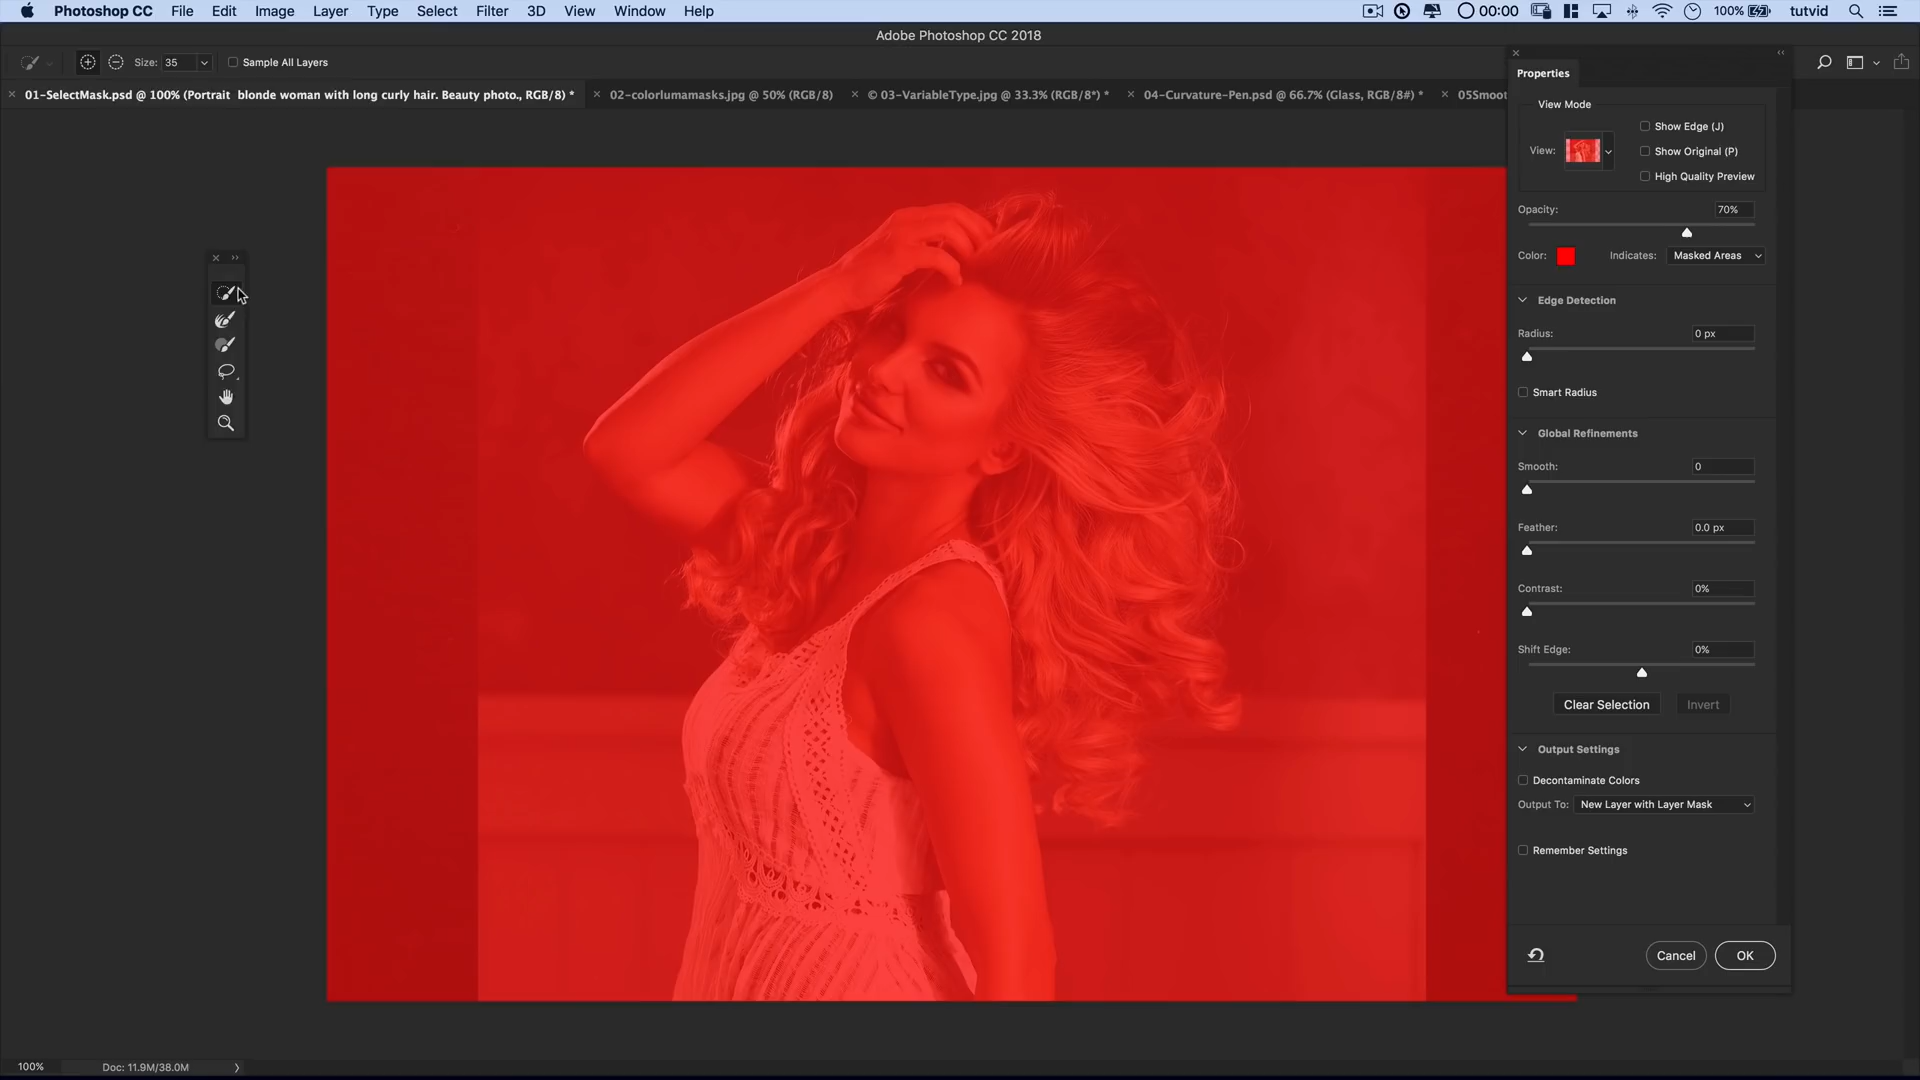 Photoshop CC File Edit Image Layer Type Select Filter 3D View Window Help 00:00 100% tutvid
Adobe Photoshop CC 2018
Size: 35 Sample All Layers
01-SelectMask.psd @ 100% (Portrait blonde woman with long curly hair. Beauty photo., RGB/8) * 02-colorlumamasks.jpg @ 50% (RGB/8) © 03-VariableType.jpg @ 33.3% (RGB/8*) * 04-Curvature-Pen.psd @ 66.7% (Glass, RGB/8#) * 05Smoot
Properties
View Mode
Show Edge (J)
View: Show Original (P)
High Quality Preview
Opacity: 70%
Color: Indicates: Masked Areas
Edge Detection
Radius: 0 px
Smart Radius
Global Refinements
Smooth: 0
Feather: 0.0 px
Contrast: 0%
Shift Edge: 0%
Clear Selection Invert
Output Settings
Decontaminate Colors
Output To: New Layer with Layer Mask
Remember Settings
Cancel OK
100% Doc: 11.9M/38.0M